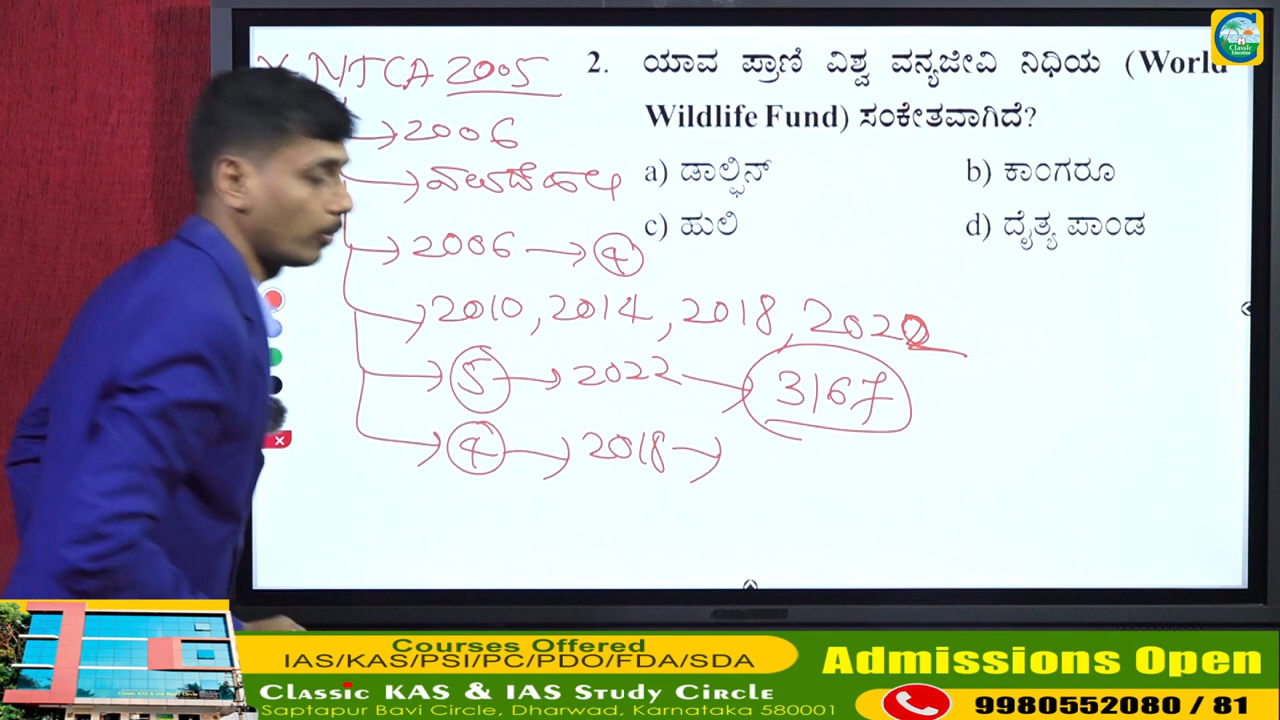 NTCA 2005
→ 2006
→ 2006 → 4
→ 2010, 2014, 2018, 2022
→ 5 → 2022 → 3167
→ 4 → 2018 →
2. ಯಾವ ಪ್ರಾಣಿ ವಿಶ್ವ ವನ್ಯಜೀವಿ ನಿಧಿಯ (World
Wildlife Fund) ಸಂಕೇತವಾಗಿದೆ?
a) ಡಾಲ್ಫಿನ್ b) ಕಾಂಗರೂ
c) ಹುಲಿ d) ದೈತ್ಯ ಪಾಂಡ
Classic
Education
Courses Offered
IAS/KAS/PSI/PC/PDO/FDA/SDA
Classic KAS & IAS Study Circle
Saptapur Bavi Circle, Dharwad, Karnataka 580001
Admissions Open
9980552080 / 81